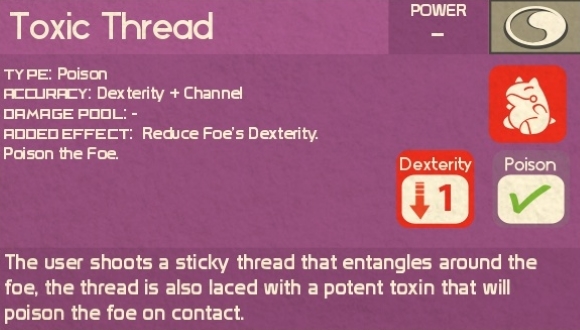 Toxic Thread
POWER
–
TYPE: Poison
ACCURACY: Dexterity + Channel
DAMAGE POOL: -
ADDED EFFECT: Reduce Foe's Dexterity.
Poison the Foe.
Dexterity
1
Poison
The user shoots a sticky thread that entangles around the
foe, the thread is also laced with a potent toxin that will
poison the foe on contact.